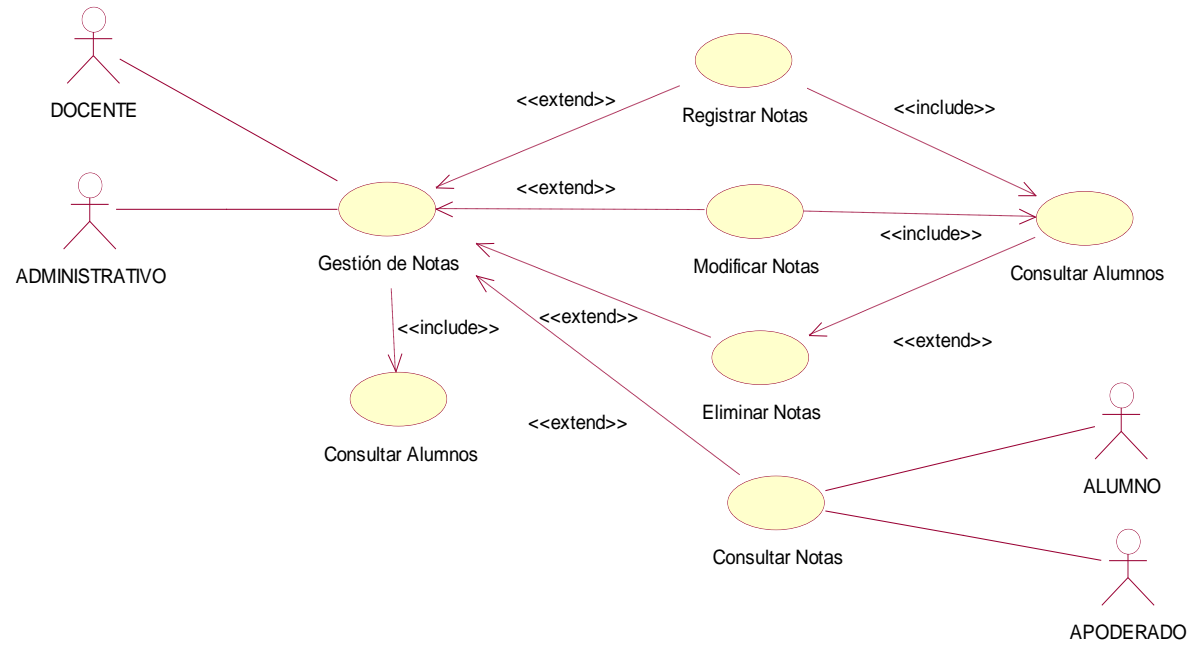 DOCENTE
<<extend>>
Registrar Notas
<<include>>
ADMINISTRATIVO
<<extend>>
Gestión de Notas
Modificar Notas
<<include>>
Consultar Alumnos
<<include>>
<<extend>>
<<extend>>
Consultar Alumnos
Eliminar Notas
<<extend>>
ALUMNO
Consultar Notas
APODERADO